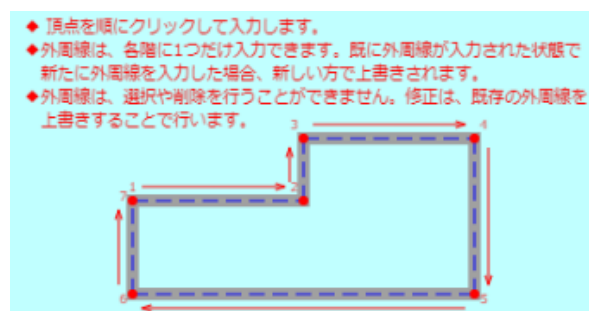 ◆ 頂点を順にクリックして入力します。
◆外周線は、各階に1つだけ入力できます。既に外周線が入力された状態で
新たに外周線を入力した場合、新しい方で上書きされます。
◆外周線は、選択や削除を行うことができません。修正は、既存の外周線を
上書きすることで行います。
3 4
7 1 2
6 5